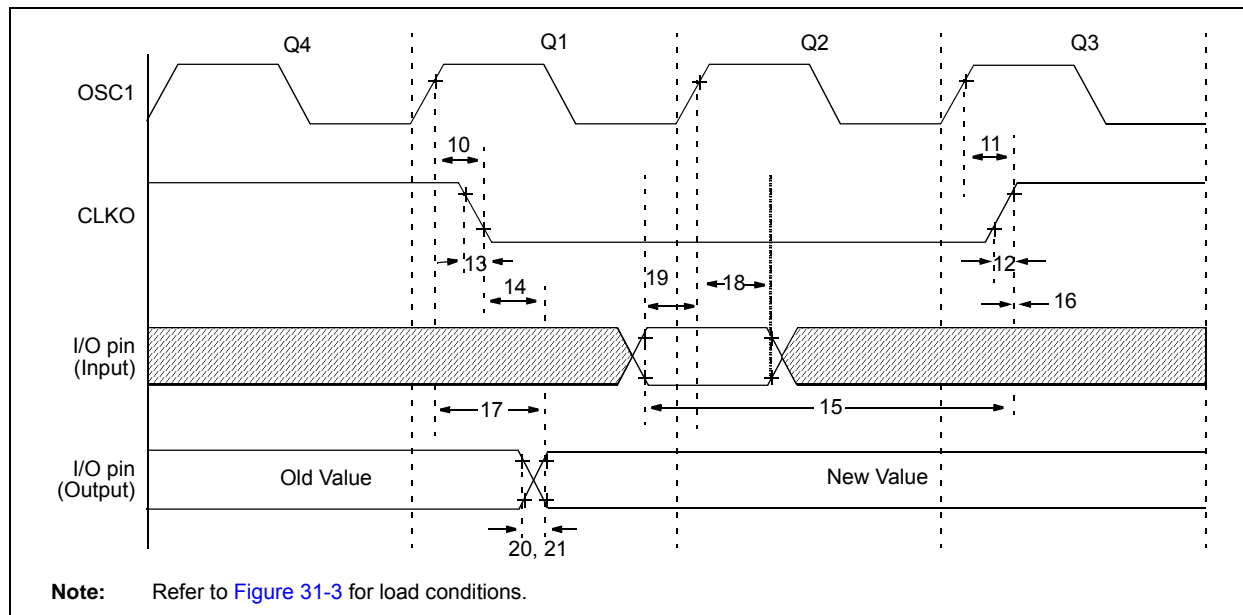 Q4
Q1
Q2
Q3
OSC1
10
11
CLKO
13
14
19
18
12
16
I/O pin
(Input)
17
15
I/O pin
(Output)
Old Value
New Value
20, 21
Note: Refer to Figure 31-3 for load conditions.